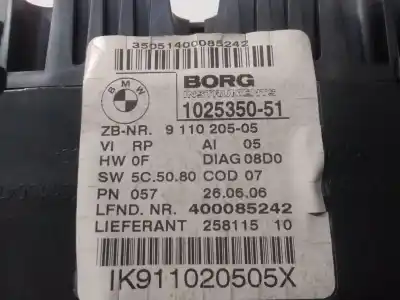 35051400085242
BMW
BORG
INSTRUMENTS
1025350-51
ZB-NR. 9 110 205-05
VI RP AI 05
HW 0F DIAG 08D0
SW 5C.50.80 COD 07
PN 057 26.06.06
LFND. NR. 400085242
LIEFERANT 258115 10
IK911020505X